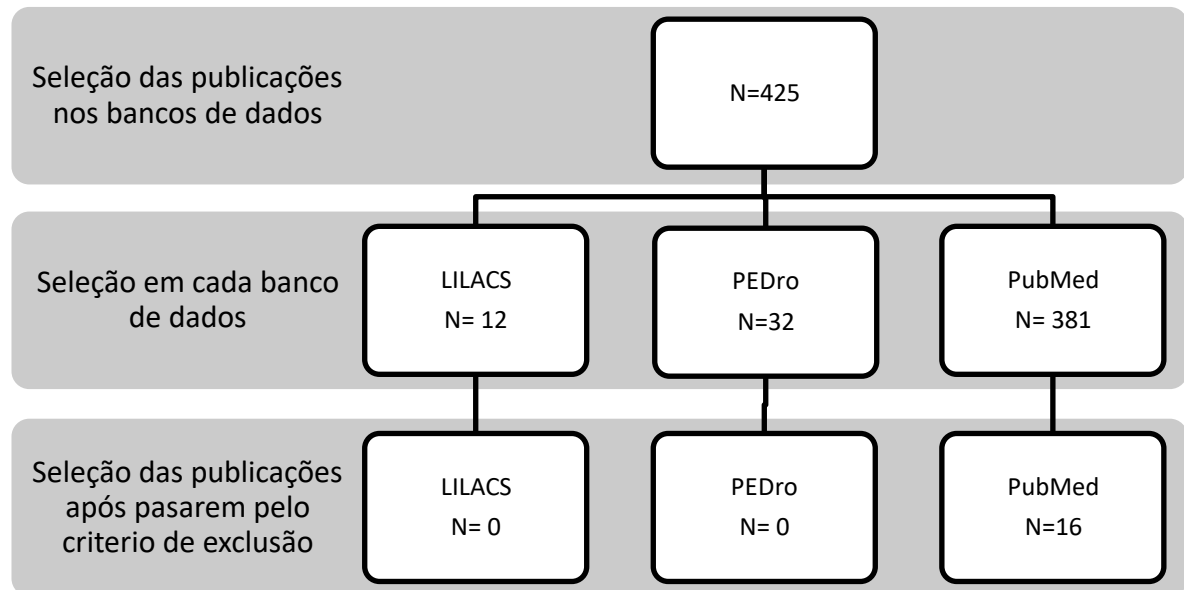 Seleção das publicações
nos bancos de dados
N=425
Seleção em cada banco
de dados
LILACS
N= 12
PEDro
N=32
PubMed
N= 381
Seleção das publicações
após pasarem pelo
criterio de exclusão
LILACS
N= 0
PEDro
N= 0
PubMed
N=16